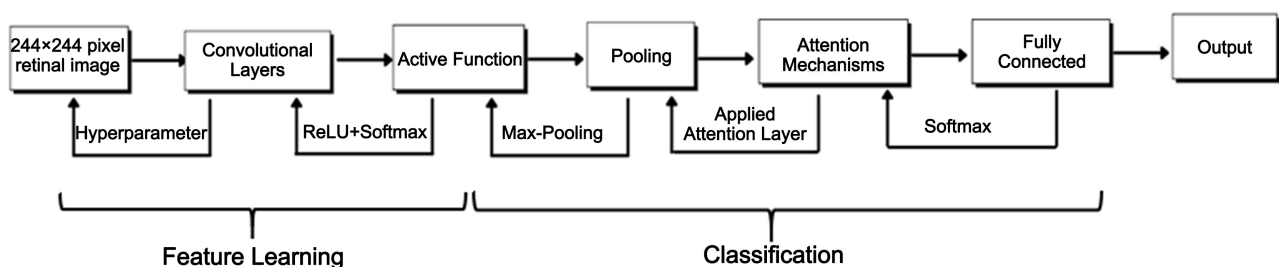 244×244 pixel
retinal image
Convolutional
Layers
Active Function
Pooling
Attention
Mechanisms
Fully
Connected
Output
Hyperparameter
ReLU+Softmax
Max-Pooling
Applied
Attention Layer
Softmax
Feature Learning
Classification